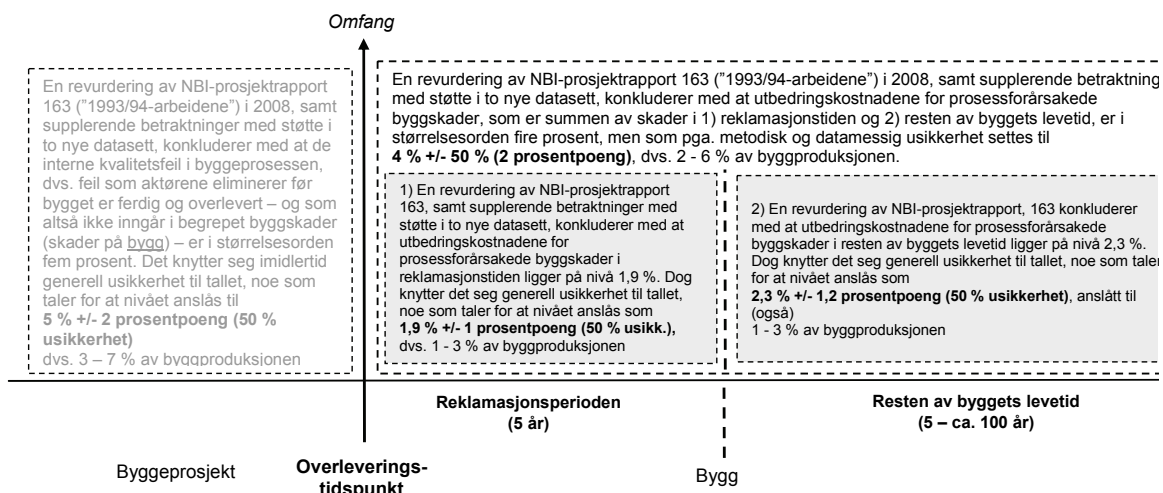 Omfang
En revurdering av NBI-prosjektrapport
163 ("1993/94-arbeidene") i 2008, samt
supplerende betraktninger med støtte i
to nye datasett, konkluderer med at de
interne kvalitetsfeil i byggeprosessen,
dvs. feil som aktørene eliminerer før
bygget er ferdig og overlevert – og som
altså ikke inngår i begrepet byggskader
(skader på bygg) – er i størrelsesorden
fem prosent. Det knytter seg imidlertid
generell usikkerhet til tallet, noe som
taler for at nivået anslås til
5 % +/- 2 prosentpoeng (50 %
usikkerhet)
dvs. 3 – 7 % av byggproduksjonen
En revurdering av NBI-prosjektrapport 163 ("1993/94-arbeidene") i 2008, samt supplerende betraktning
med støtte i to nye datasett, konkluderer med at utbedringskostnadene for prosessforårsakede
byggskader, som er summen av skader i 1) reklamasjonstiden og 2) resten av byggets levetid, er i
størrelsesorden fire prosent, men som pga. metodisk og datamessig usikkerhet settes til
4 % +/- 50 % (2 prosentpoeng), dvs. 2 - 6 % av byggproduksjonen.
1) En revurdering av NBI-prosjektrapport
163, samt supplerende betraktninger med
støtte i to nye datasett, konkluderer med at
utbedringskostnadene for
prosessforårsakede byggskader i
reklamasjonstiden ligger på nivå 1,9 %. Dog
knytter det seg generell usikkerhet til tallet,
noe som taler for at nivået anslås som
1,9 % +/- 1 prosentpoeng (50 % usikk.),
dvs. 1 - 3 % av byggproduksjonen
2) En revurdering av NBI-prosjektrapport, 163 konkluderer
med at utbedringskostnadene for prosessforårsakede
byggskader i resten av byggets levetid ligger på nivå 2,3 %.
Dog knytter det seg generell usikkerhet til tallet, noe som taler
for at nivået anslås som
2,3 % +/- 1,2 prosentpoeng (50 % usikkerhet), anslått til
(også)
1 - 3 % av byggproduksjonen
Reklamasjonsperioden
(5 år)
Resten av byggets levetid
(5 – ca. 100 år)
Byggeprosjekt
Overleverings-
tidspunkt
Bygg